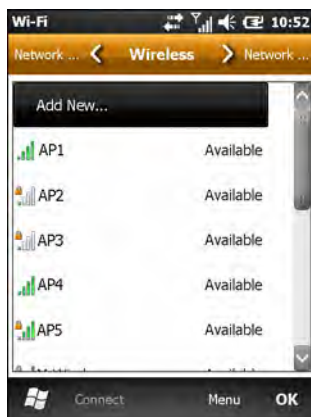 Wi-Fi 10:52
Network ... Wireless Network ...
Add New...
AP1 Available
AP2 Available
AP3 Available
AP4 Available
AP5 Available
Connect Menu OK